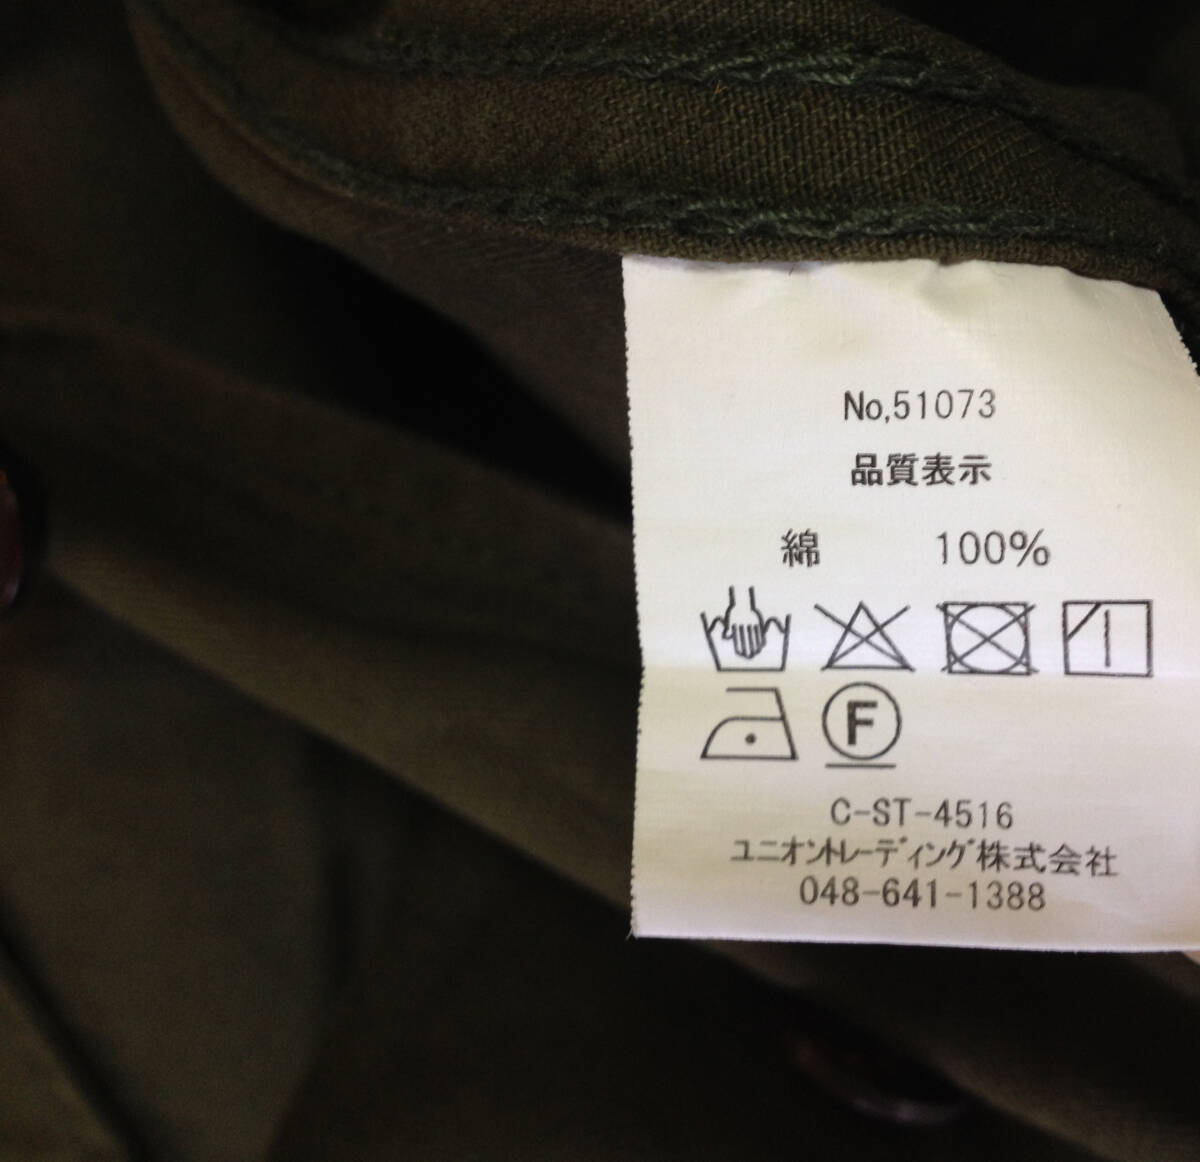 No,51073
品質表示
綿 100%
F
C-ST-4516
ユニオントレーディング株式会社
048-641-1388